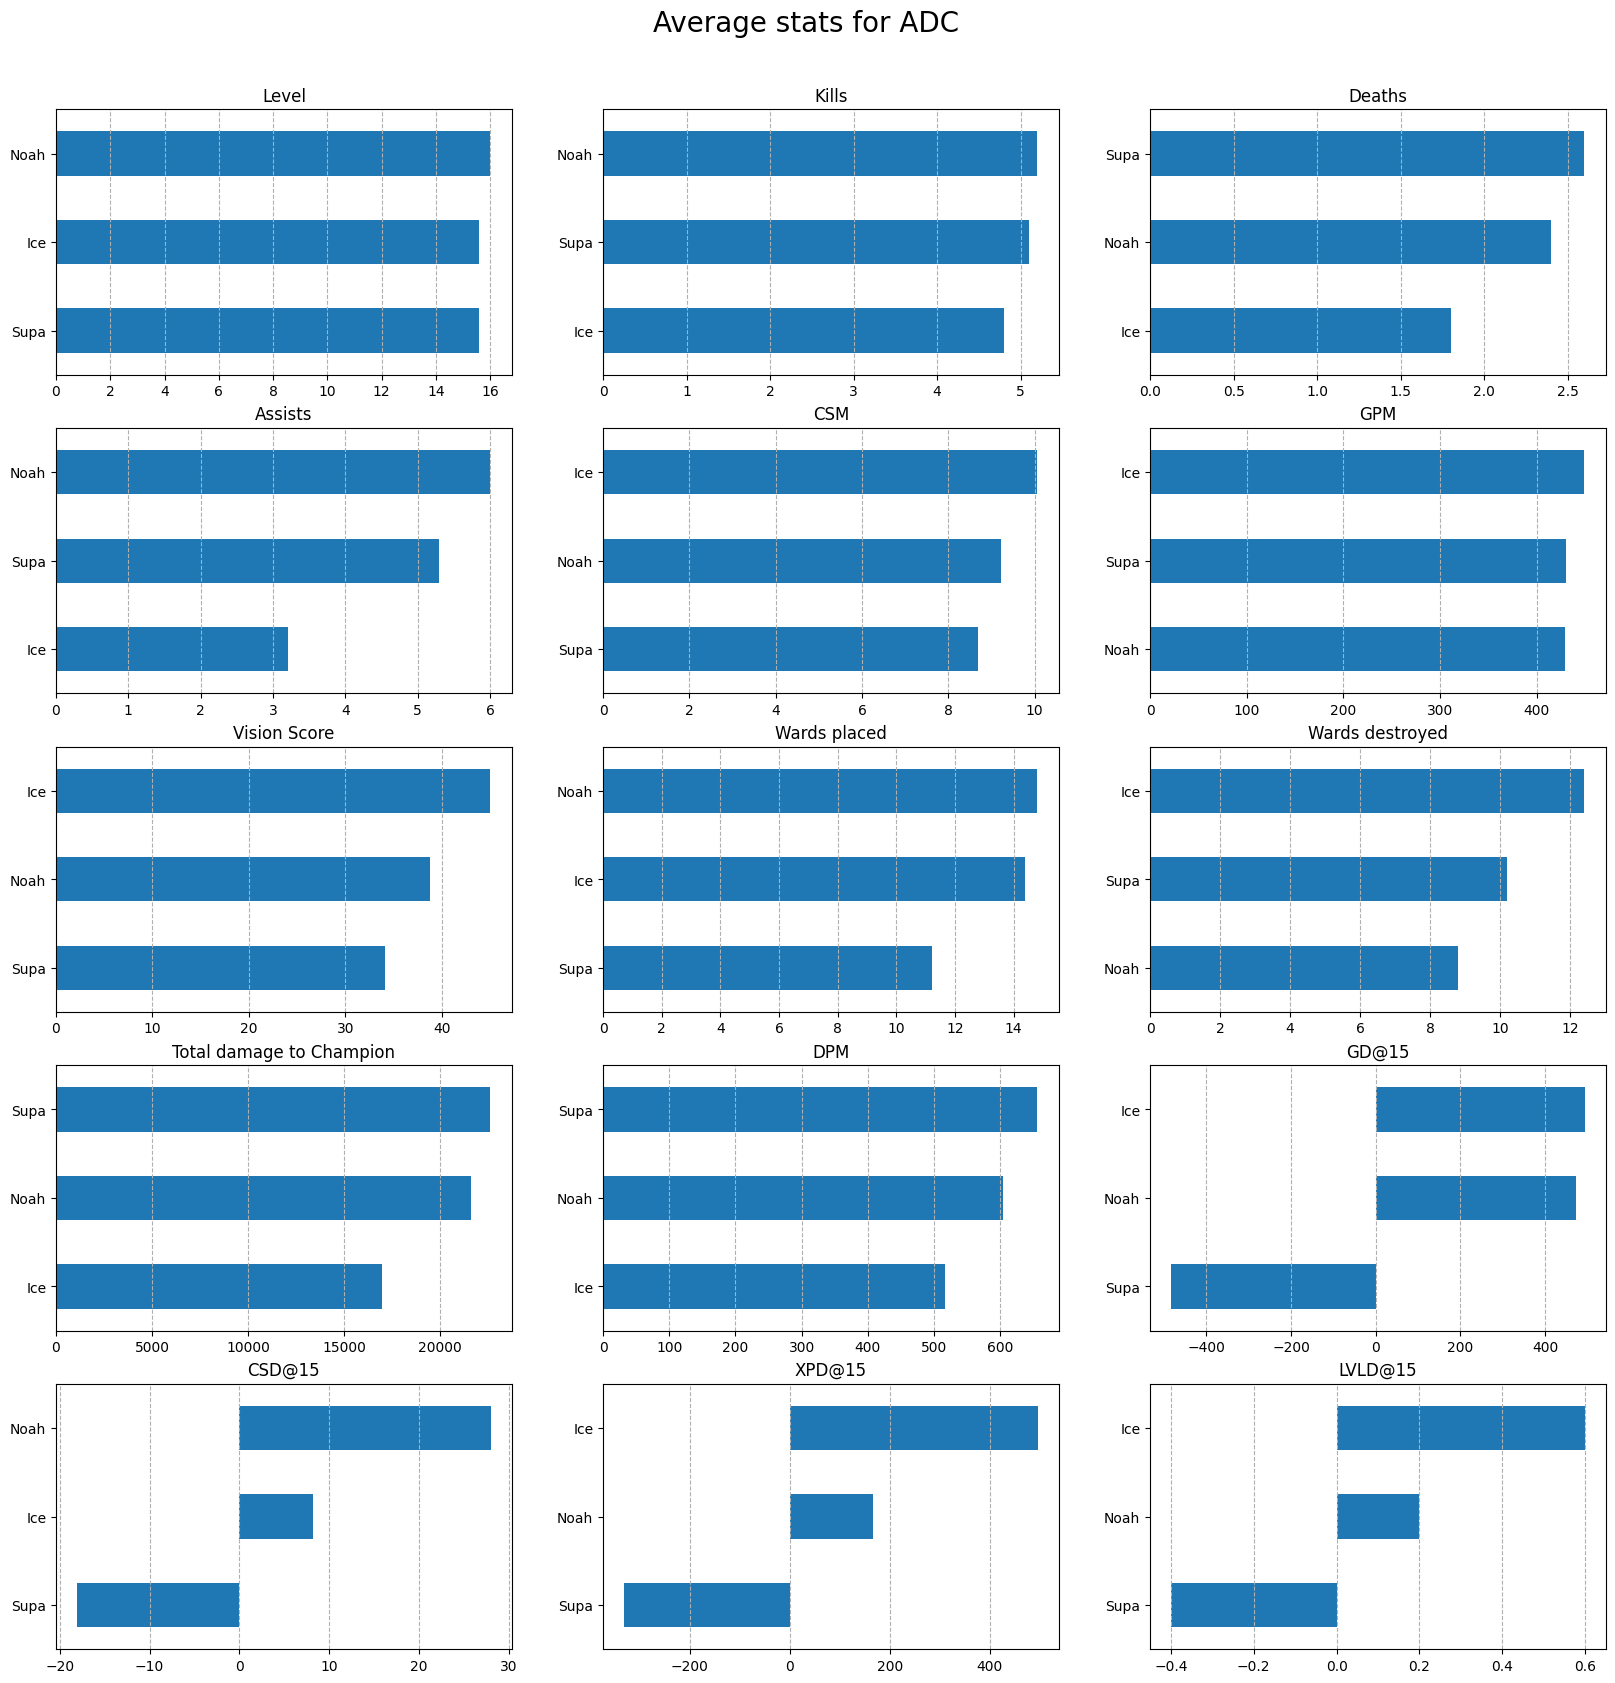 Average stats for ADC
Level
Noah
Ice
Supa
0 2 4 6 8 10 12 14 16
Kills
Noah
Supa
Ice
0 1 2 3 4 5
Deaths
Supa
Noah
Ice
0.0 0.5 1.0 1.5 2.0 2.5
Assists
Noah
Supa
Ice
0 1 2 3 4 5 6
CSM
Ice
Noah
Supa
0 2 4 6 8 10
GPM
Ice
Supa
Noah
0 100 200 300 400
Vision Score
Ice
Noah
Supa
0 10 20 30 40
Wards placed
Noah
Ice
Supa
0 2 4 6 8 10 12 14
Wards destroyed
Ice
Supa
Noah
0 2 4 6 8 10 12
Total damage to Champion
Supa
Noah
Ice
0 5000 10000 15000 20000
DPM
Supa
Noah
Ice
0 100 200 300 400 500 600
GD@15
Ice
Noah
Supa
−400 −200 0 200 400
CSD@15
Noah
Ice
Supa
−20 −10 0 10 20 30
XPD@15
Ice
Noah
Supa
−200 0 200 400
LVLD@15
Ice
Noah
Supa
−0.4 −0.2 0.0 0.2 0.4 0.6